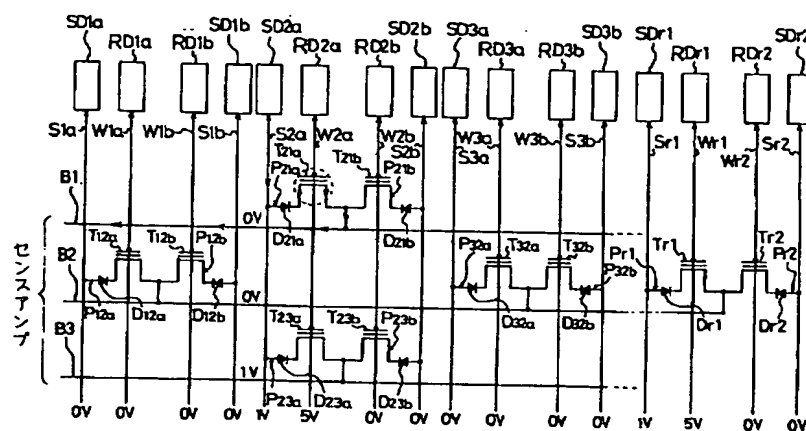 SD1a SD1b SD2a SD2b SD3a SD3b SDr1 SDr2
RD1a RD1b RD2a RD2b RD3a RD3b RDr1 RDr2
S1a W1a W1b S1b S2a W2a W2b S2b W3a S3a W3b S3b Sr1 Wr1 Wr2 Sr2
T21a T21b
P21a P21b
B1 0V D21a D21b
T12a T12b P12b P32a T32a T32b P32b Pr1 Tr1 Tr2 Pr2
B2 0V
P12a D12a D12b T23a T23b P23b D32a D32b Dr1 Dr2
B3 1V
P23a D23a D23b
0V 0V 0V 0V 1V 5V 0V 0V 0V 0V 0V 0V 1V 5V 0V 0V
センスアンプ